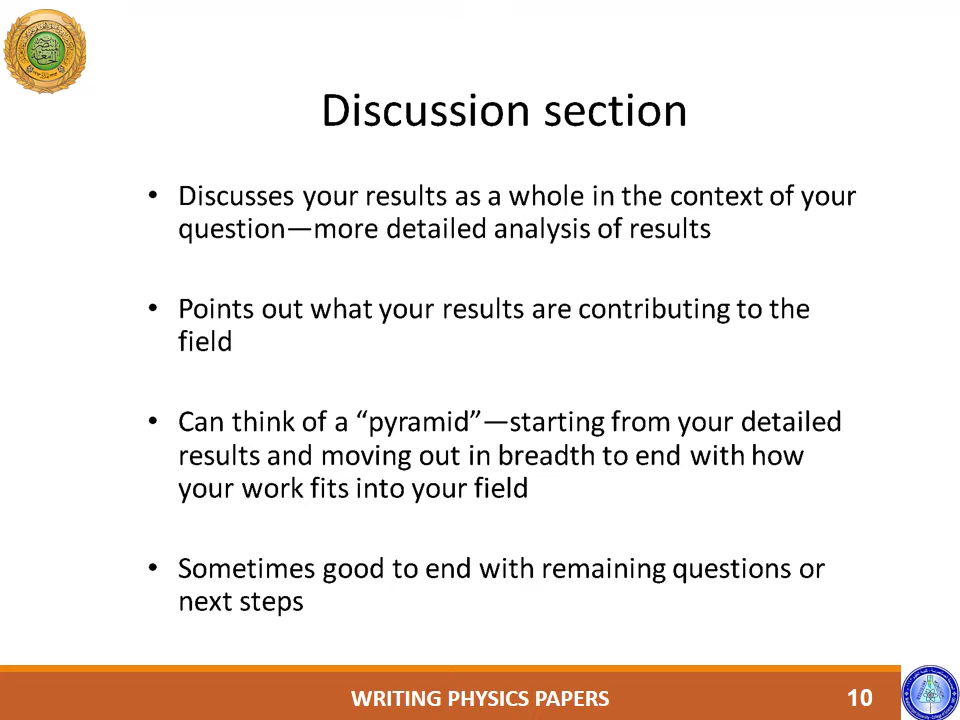 Discussion section
• Discusses your results as a whole in the context of your
question—more detailed analysis of results
• Points out what your results are contributing to the
field
• Can think of a “pyramid”—starting from your detailed
results and moving out in breadth to end with how
your work fits into your field
• Sometimes good to end with remaining questions or
next steps
WRITING PHYSICS PAPERS
10